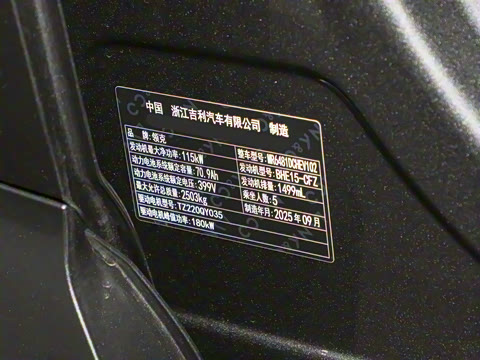 中国 浙江吉利汽车有限公司 制造
品 牌:领克
发动机最大净功率:115kW 整车型号:MR6481DCHEV102
动力电池系统额定容量:70.9Ah 发动机型号:BHE15-CFZ
动力电池系统额定电压:399V 发动机排量:1499mL
最大允许总质量:2503kg 乘坐人数:5
驱动电机型号:TZ220QY035 制造年月:2025年09月
驱动电机峰值功率:180kW